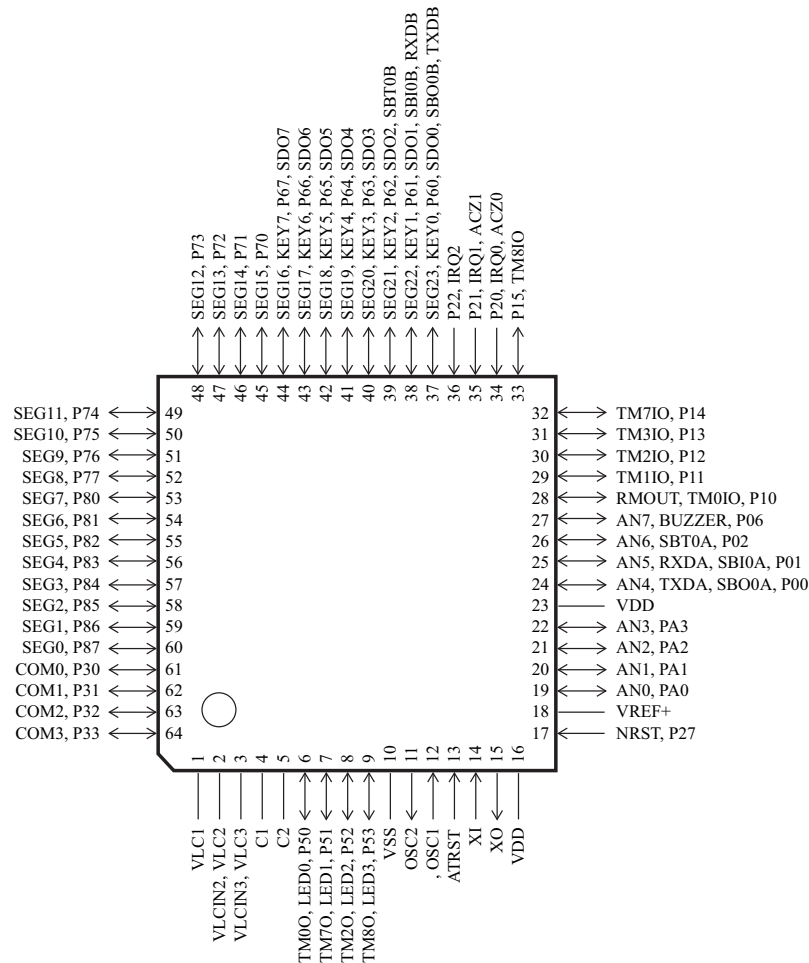 SEG12, P73
SEG13, P72
SEG14, P71
SEG15, P70
SEG16, KEY7, P67, SDO7
SEG17, KEY6, P66, SDO6
SEG18, KEY5, P65, SDO5
SEG19, KEY4, P64, SDO4
SEG20, KEY3, P63, SDO3
SEG21, KEY2, P62, SDO2, SBT0B
SEG22, KEY1, P61, SDO1, SBI0B, RXDB
SEG23, KEY0, P60, SDO0, SBO0B, TXDB
P22, IRQ2
P21, IRQ1, ACZ1
P20, IRQ0, ACZ0
P15, TM8IO
48 47 46 45 44 43 42 41 40 39 38 37 36 35 34 33
SEG11, P74 49
SEG10, P75 50
SEG9, P76 51
SEG8, P77 52
SEG7, P80 53
SEG6, P81 54
SEG5, P82 55
SEG4, P83 56
SEG3, P84 57
SEG2, P85 58
SEG1, P86 59
SEG0, P87 60
COM0, P30 61
COM1, P31 62
COM2, P32 63
COM3, P33 64
32 TM7IO, P14
31 TM3IO, P13
30 TM2IO, P12
29 TM1IO, P11
28 RMOUT, TM0IO, P10
27 AN7, BUZZER, P06
26 AN6, SBT0A, P02
25 AN5, RXDA, SBI0A, P01
24 AN4, TXDA, SBO0A, P00
23 VDD
22 AN3, PA3
21 AN2, PA2
20 AN1, PA1
19 AN0, PA0
18 VREF+
17 NRST, P27
1 2 3 4 5 6 7 8 9 10 11 12 13 14 15 16
VLC1
VLCIN2, VLC2
VLCIN3, VLC3
C1
C2
TM0O, LED0, P50
TM7O, LED1, P51
TM2O, LED2, P52
TM8O, LED3, P53
VSS
OSC2
, OSC1
ATRST
XI
XO
VDD